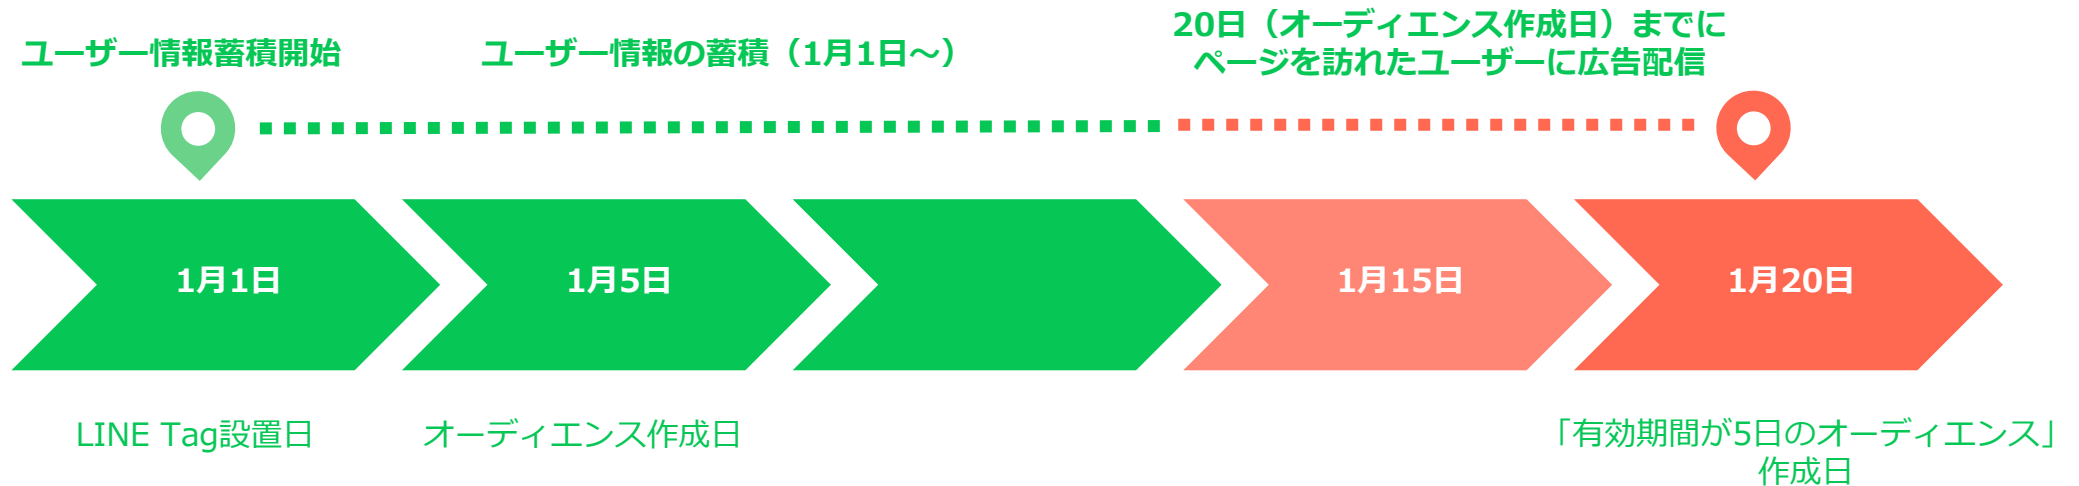 ユーザー情報蓄積開始
ユーザー情報の蓄積（1月1日～）
20日（オーディエンス作成日）までに
ページを訪れたユーザーに広告配信
1月1日
1月5日
1月15日
1月20日
LINE Tag設置日
オーディエンス作成日
「有効期間が5日のオーディエンス」
作成日